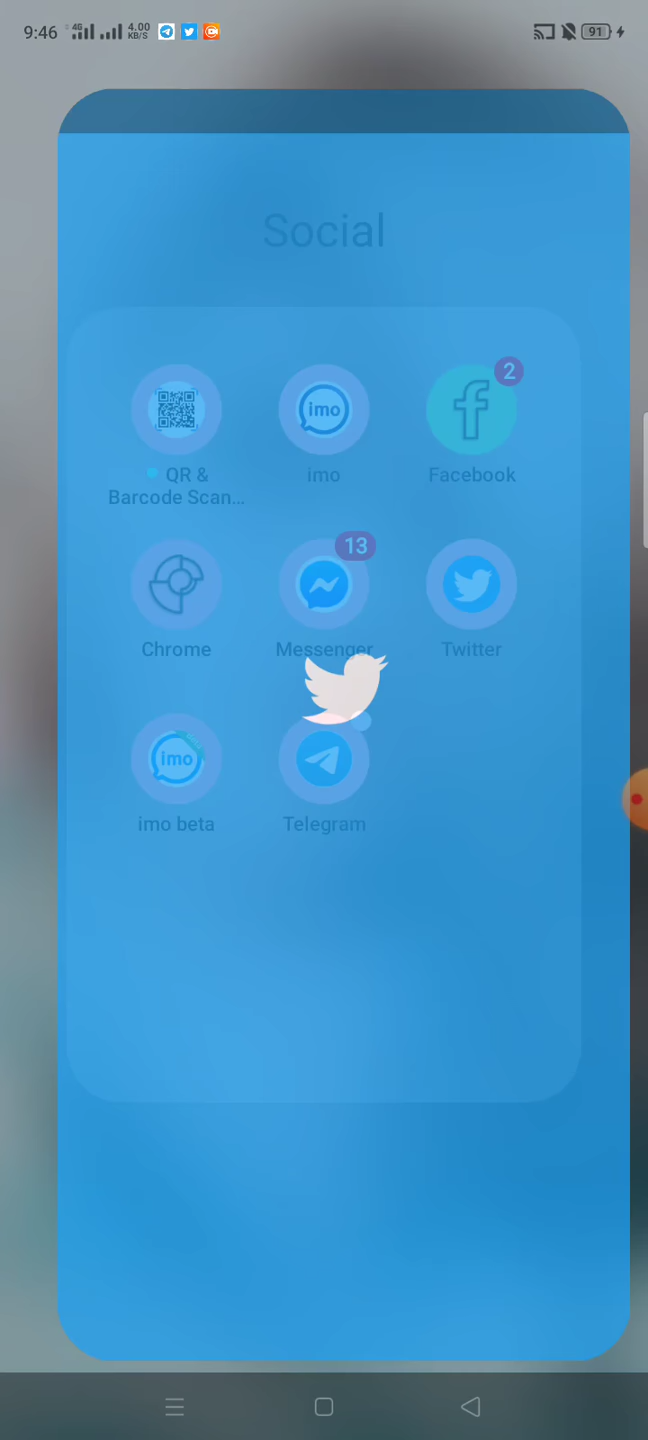 9:46 4G 4.00 KB/S 91
Social
2
QR &
Barcode Scan...
imo
imo
Facebook
13
Chrome
Messenger
Twitter
imo
imo beta
Telegram